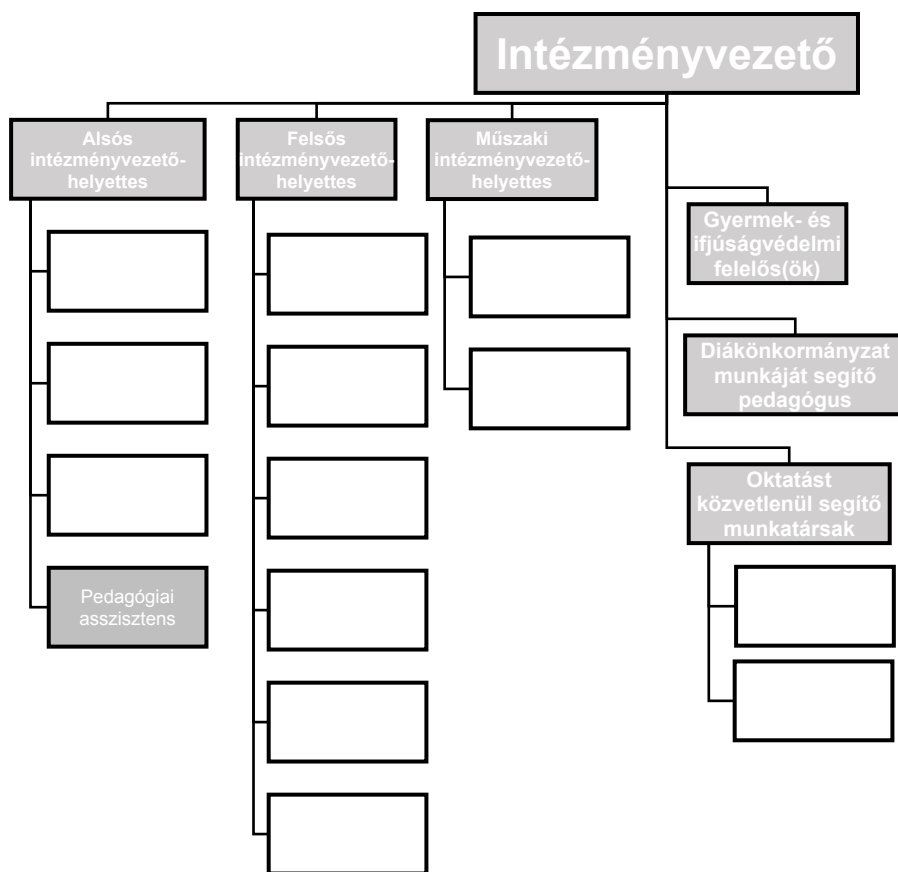 Intézményvezető
Alsós
intézményvezető-
helyettes
Felsős
intézményvezető-
helyettes
Műszaki
intézményvezető-
helyettes
Gyermek- és
ifjúságvédelmi
felelős(ök)
Diákönkormányzat
munkáját segítő
pedagógus
Oktatást
közvetlenül segítő
munkatársak
Pedagógiai
asszisztens